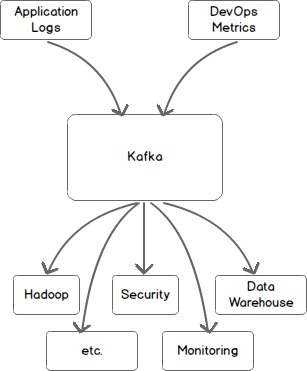 Application
Logs
DevOps
Metrics
Kafka
Hadoop
Security
Data
Warehouse
etc.
Monitoring